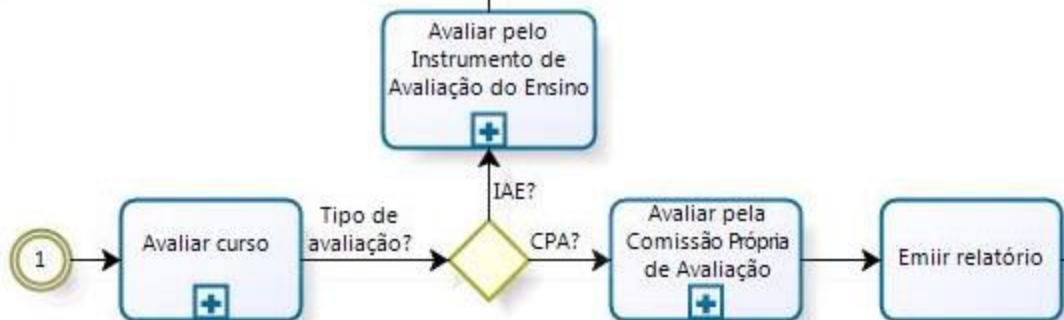 Avaliar pelo
Instrumento de
Avaliação do Ensino
IAE?
1
Avaliar curso
Tipo de
avaliação?
CPA?
Avaliar pela
Comissão Própria
de Avaliação
Emiir relatório